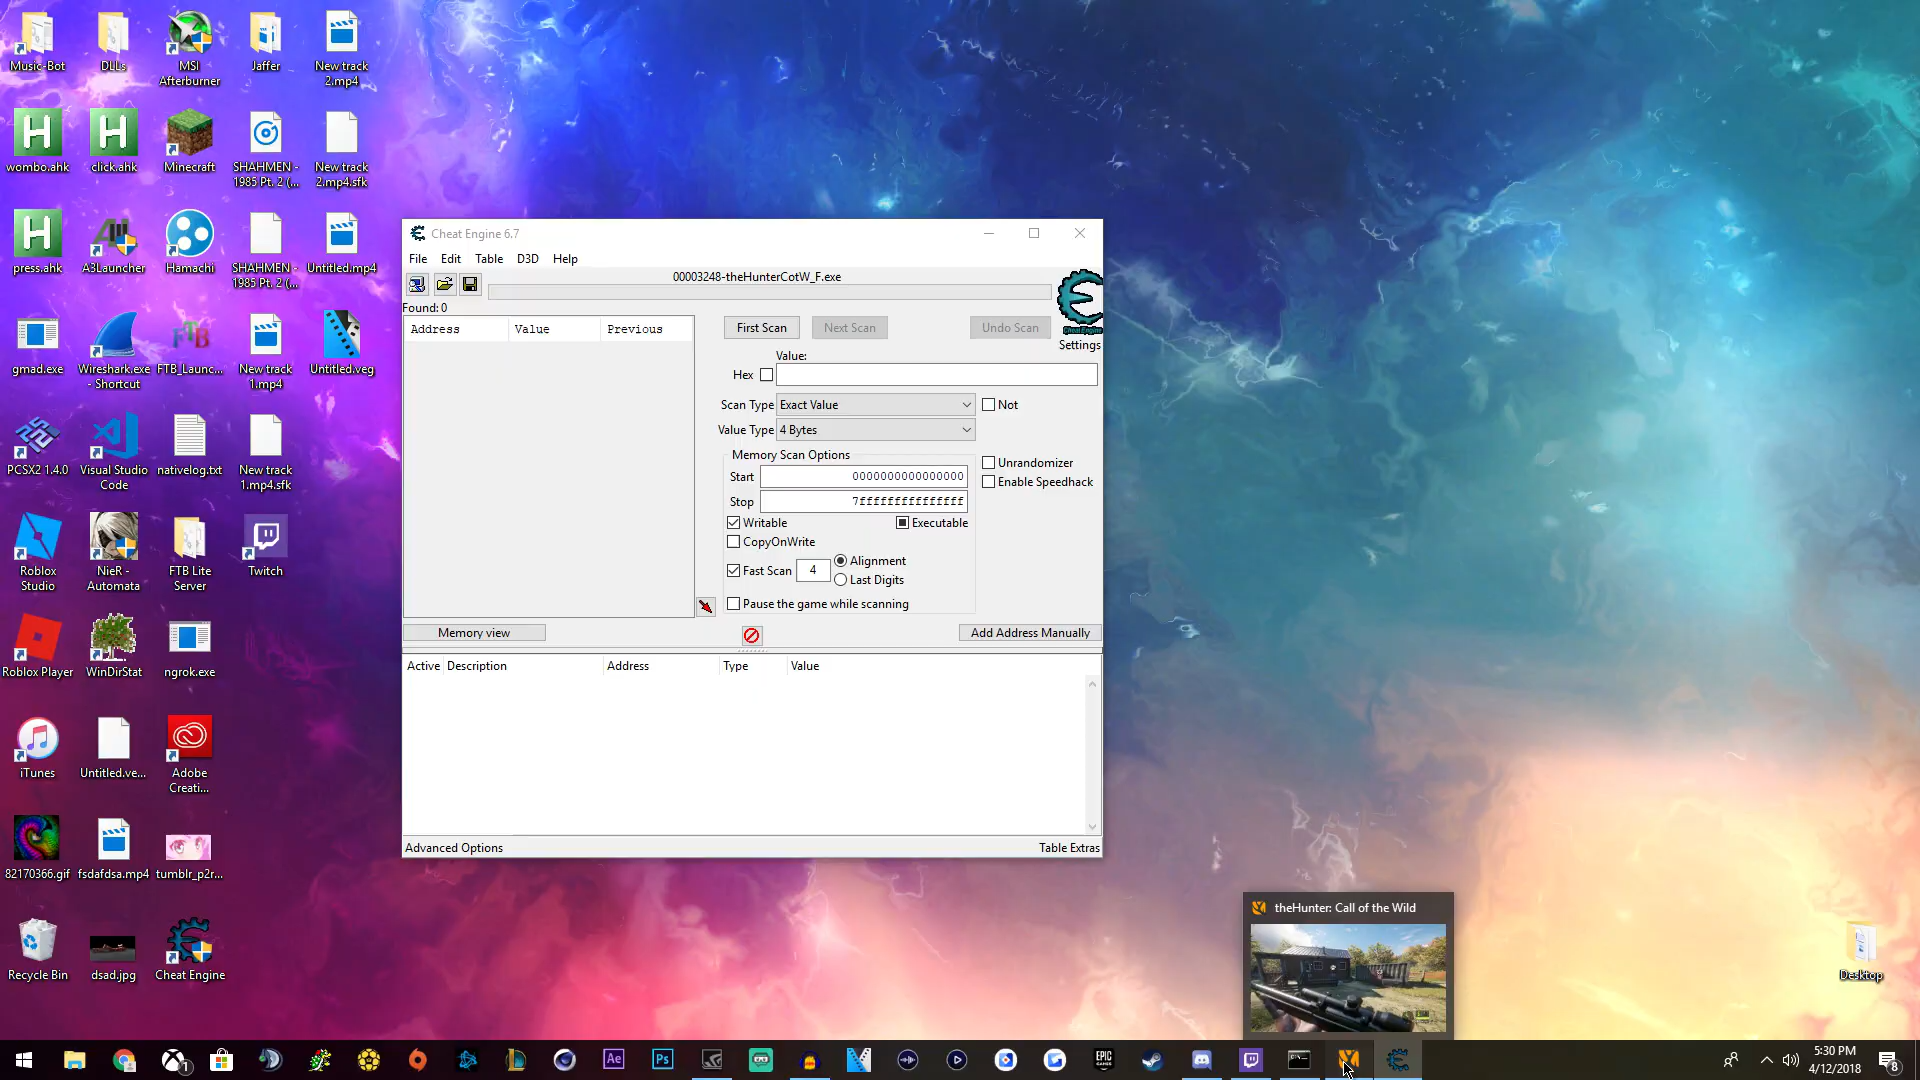 Music-Bot
DLLs
MSI
Afterburner
Jaffer
New track
2.mp4
wombo.ahk
click.ahk
Minecraft
SHAHMEN -
1985 Pt. 2 (...
New track
2.mp4.sfk
press.ahk
A3Launcher
Hamachi
SHAHMEN -
1985 Pt. 2 (...
Untitled.mp4
gmad.exe
Wireshark.exe
- Shortcut
FTB_Launc...
New track
1.mp4
Untitled.veg
PCSX2 1.4.0
Visual Studio
Code
nativelog.txt
New track
1.mp4.sfk
Roblox
Studio
NieR -
Automata
FTB Lite
Server
Twitch
Roblox Player
WinDirStat
ngrok.exe
iTunes
Untitled.ve...
Adobe
Creati...
82170366.gif
fsdafdsa.mp4
tumblr_p2r...
Recycle Bin
dsad.jpg
Cheat Engine
Cheat Engine 6.7
File Edit Table D3D Help
00003248-theHunterCotW_F.exe
Found: 0
Address Value Previous
First Scan Next Scan Undo Scan
Cheat Engine
Settings
Value:
Hex
Scan Type Exact Value Not
Value Type 4 Bytes
Memory Scan Options
Unrandomizer
Start 0000000000000000
Enable Speedhack
Stop 7fffffffffffffff
Writable Executable
CopyOnWrite
Fast Scan 4 Alignment
Last Digits
Pause the game while scanning
Memory view Add Address Manually
Active Description Address Type Value
Advanced Options Table Extras
theHunter: Call of the Wild
Desktop
1
Ae
Ps
EPIC
GAMES
5:30 PM
4/12/2018
8